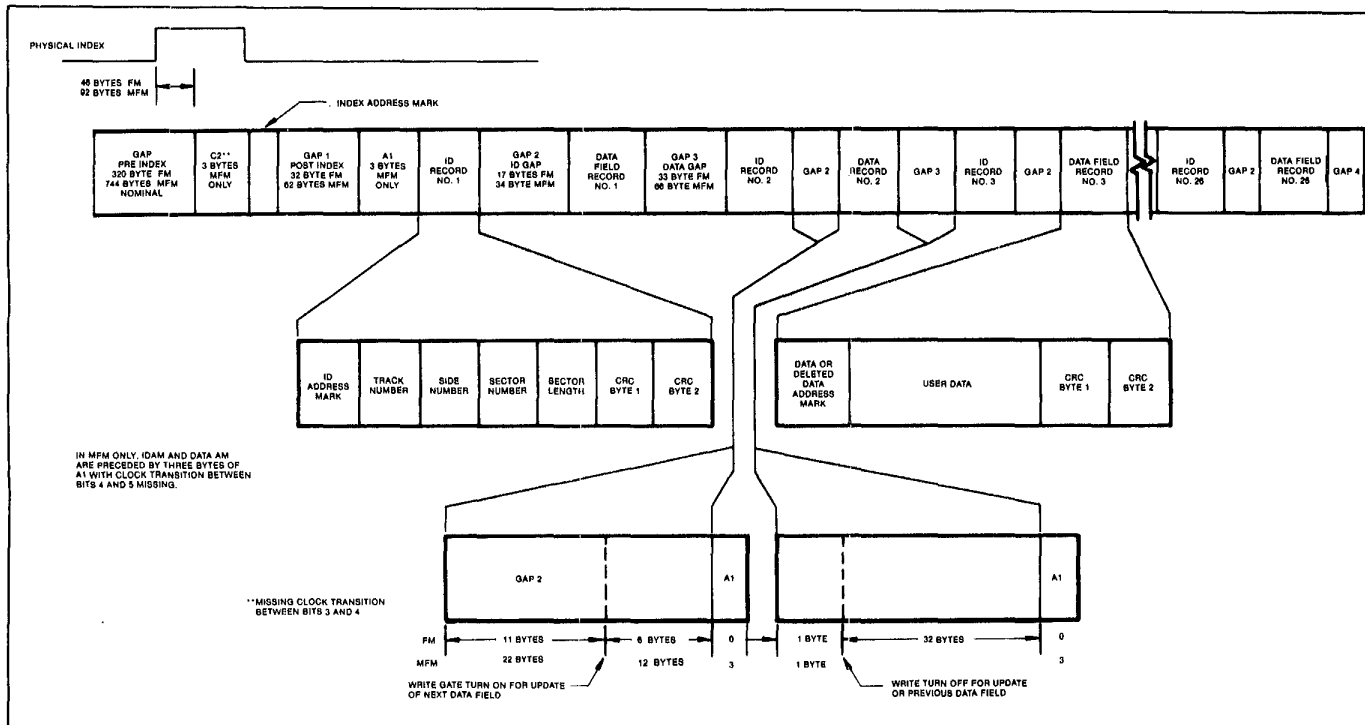 PHYSICAL INDEX
46 BYTES FM
92 BYTES MFM
INDEX ADDRESS MARK
GAP
PRE INDEX
320 BYTE FM
744 BYTES MFM
NOMINAL
C2**
3 BYTES
MFM
ONLY
GAP 1
POST INDEX
32 BYTE FM
62 BYTES MFM
A1
3 BYTES
MFM
ONLY
ID
RECORD
NO. 1
GAP 2
ID GAP
17 BYTES FM
34 BYTE MFM
DATA
FIELD
RECORD
NO. 1
GAP 3
DATA GAP
33 BYTE FM
66 BYTE MFM
ID
RECORD
NO. 2
GAP 2
DATA
RECORD
NO. 2
GAP 3
ID
RECORD
NO. 3
GAP 2
DATA FIELD
RECORD
NO. 3
ID
RECORD
NO. 26
GAP 2
DATA FIELD
RECORD
NO. 26
GAP 4
ID
ADDRESS
MARK
TRACK
NUMBER
SIDE
NUMBER
SECTOR
NUMBER
SECTOR
LENGTH
CRC
BYTE 1
CRC
BYTE 2
DATA OR
DELETED
DATA
ADDRESS
MARK
USER DATA
CRC
BYTE 1
CRC
BYTE 2
IN MFM ONLY, IDAM AND DATA AM
ARE PRECEDED BY THREE BYTES OF
A1 WITH CLOCK TRANSITION BETWEEN
BITS 4 AND 5 MISSING.
GAP 2
A1
A1
**MISSING CLOCK TRANSITION
BETWEEN BITS 3 AND 4
FM 11 BYTES 6 BYTES 0 1 BYTE 32 BYTES 0
MFM 22 BYTES 12 BYTES 3 1 BYTE 3
WRITE GATE TURN ON FOR UPDATE
OF NEXT DATA FIELD
WRITE TURN OFF FOR UPDATE
OR PREVIOUS DATA FIELD